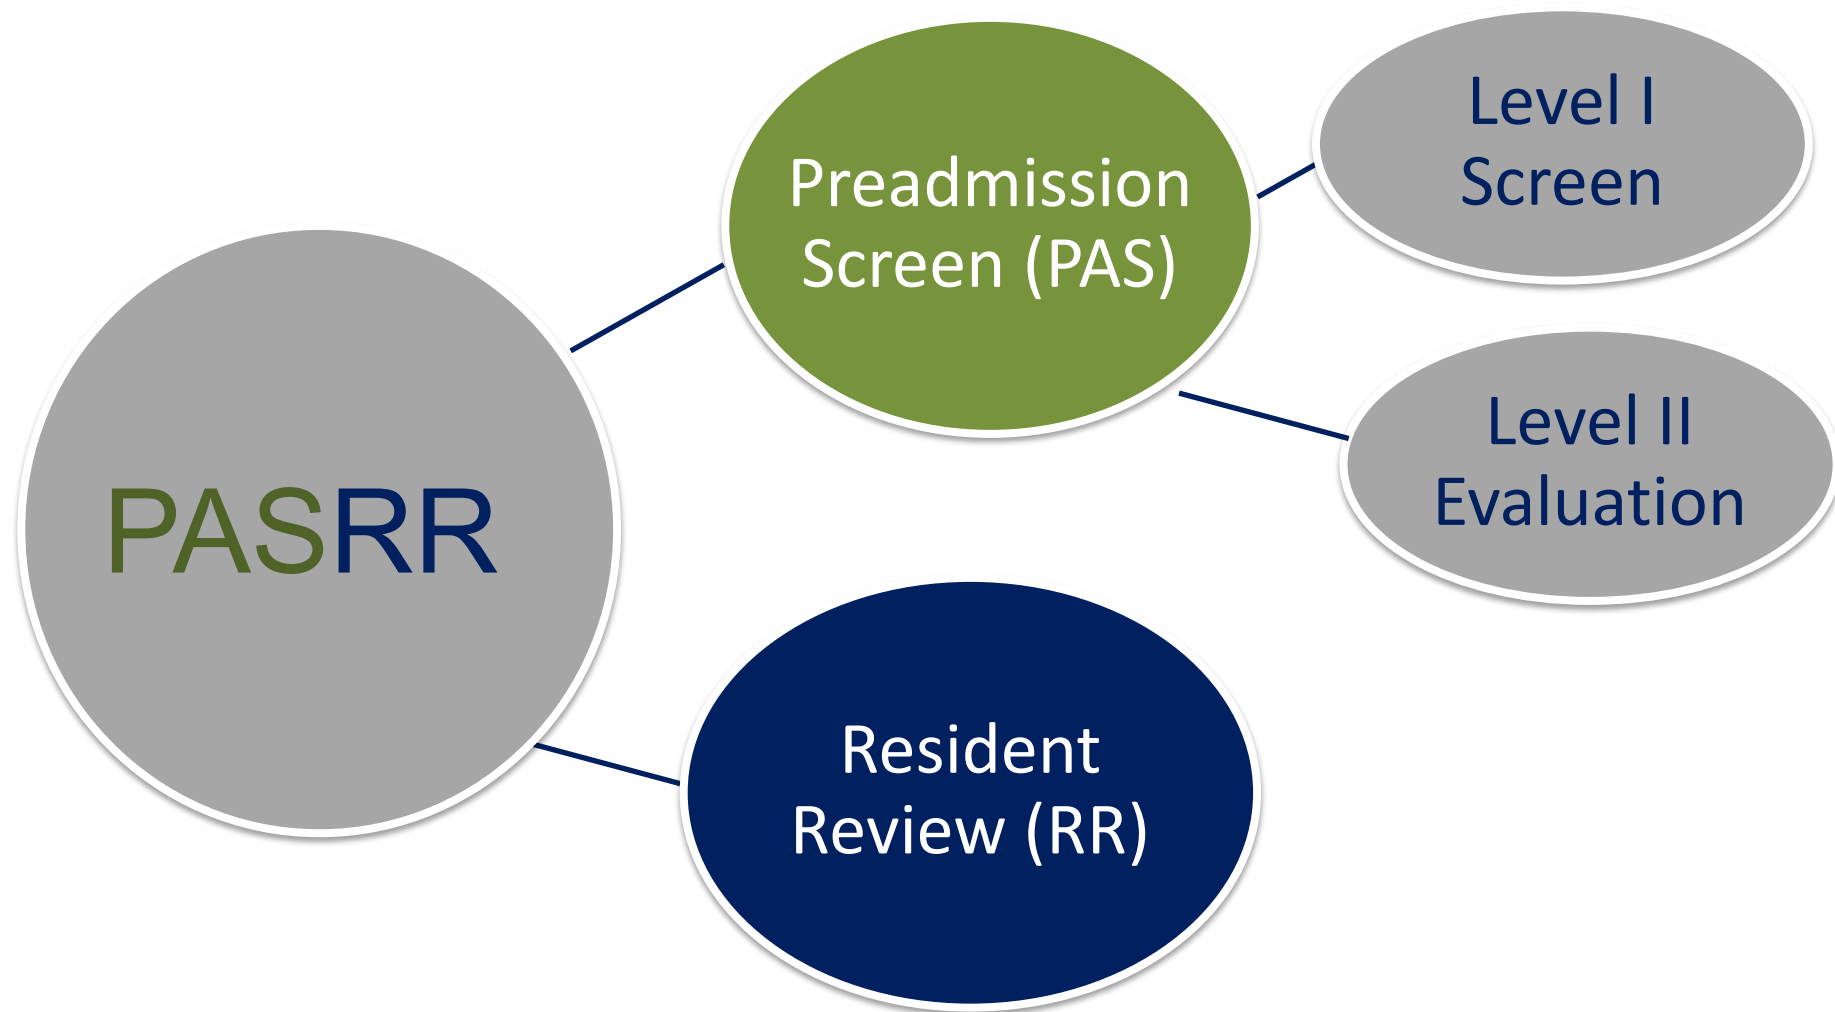 PASRR
Preadmission
Screen (PAS)
Level I
Screen
Level II
Evaluation
Resident
Review (RR)